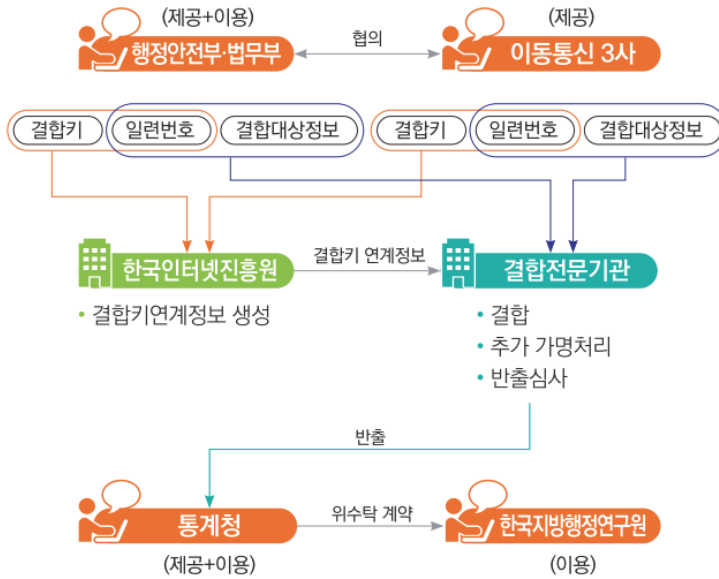 (제공+이용)
(제공)
행정안전부·법무부
협의
이동통신 3사
결합키
일련번호
결합대상정보
결합키
일련번호
결합대상정보
한국인터넷진흥원
결합키 연계정보
결합전문기관
• 결합키연계정보 생성
• 결합
• 추가 가명처리
• 반출심사
반출
통계청
위수탁 계약
한국지방행정연구원
(제공+이용)
(이용)